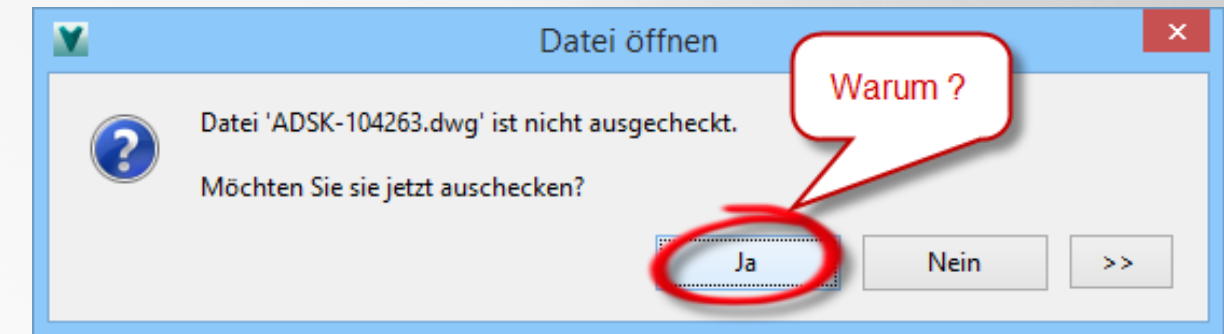 Datei öffnen
Warum ?
Datei 'ADSK-104263.dwg' ist nicht ausgecheckt.
Möchten Sie sie jetzt auschecken?
Ja
Nein
>>